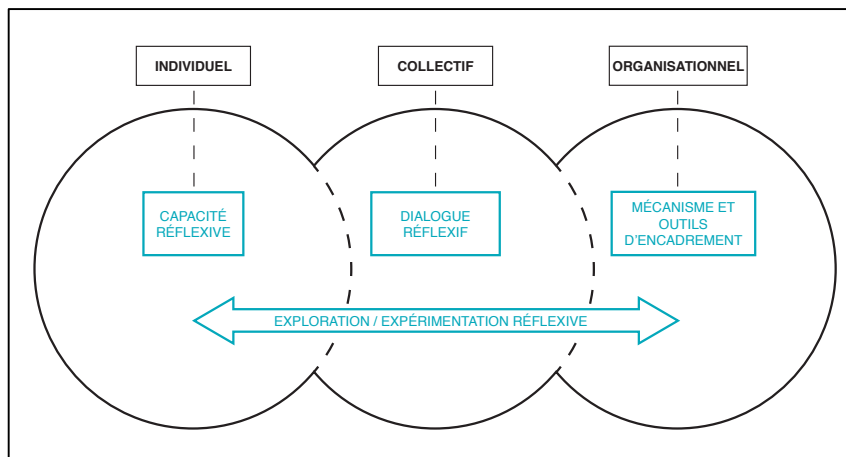 INDIVIDUEL
COLLECTIF
ORGANISATIONNEL
CAPACITÉ
RÉFLEXIVE
DIALOGUE
RÉFLEXIF
MÉCANISME ET
OUTILS
D'ENCADREMENT
EXPLORATION / EXPÉRIMENTATION RÉFLEXIVE